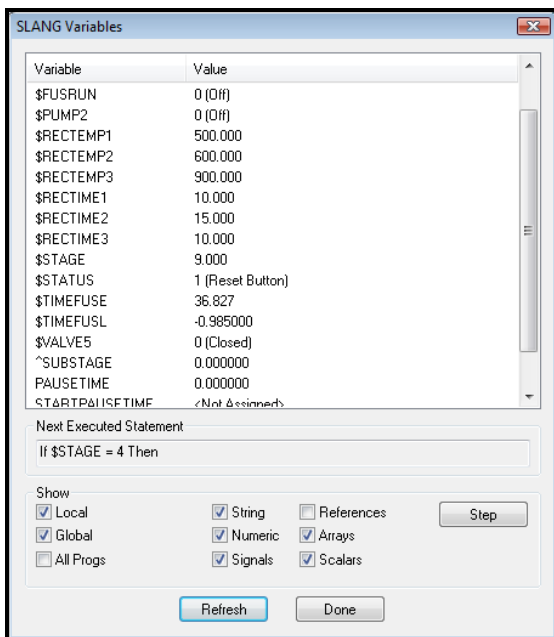 SLANG Variables
Variable Value
$FUSRUN 0 (Off)
$PUMP2 0 (Off)
$RECTEMP1 500.000
$RECTEMP2 600.000
$RECTEMP3 900.000
$RECTIME1 10.000
$RECTIME2 15.000
$RECTIME3 10.000
$STAGE 9.000
$STATUS 1 (Reset Button)
$TIMEFUSE 36.827
$TIMEFUSL -0.985000
$VALVE5 0 (Closed)
^SUBSTAGE 0.000000
PAUSETIME 0.000000
STARTPAUSETIME <Not Assigned>
Next Executed Statement
If $STAGE = 4 Then
Show
Local String References Step
Global Numeric Arrays
All Progs Signals Scalars
Refresh Done